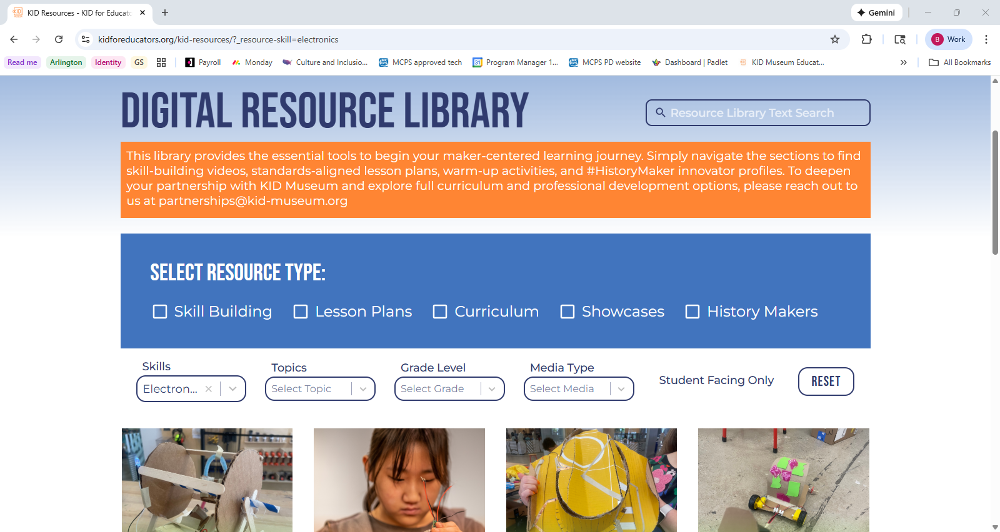 KID Resources - KID for Educato
Gemini
kidforeducators.org/kid-resources/?_resource-skill=electronics
B
Work
Read me
Arlington
Identity
GS
Payroll
Monday
Culture and Inclusio...
MCPS approved tech
31
Program Manager 1...
MCPS PD website
Dashboard | Padlet
KID Museum Educat...
All Bookmarks
DIGITAL RESOURCE LIBRARY
Resource Library Text Search
This library provides the essential tools to begin your maker-centered learning journey. Simply navigate the sections to find
skill-building videos, standards-aligned lesson plans, warm-up activities, and #HistoryMaker innovator profiles. To deepen
your partnership with KID Museum and explore full curriculum and professional development options, please reach out to
us at partnerships@kid-museum.org
SELECT RESOURCE TYPE:
Skill Building
Lesson Plans
Curriculum
Showcases
History Makers
Skills
Topics
Grade Level
Media Type
Student Facing Only
RESET
Electron...
Select Topic
Select Grade
Select Media